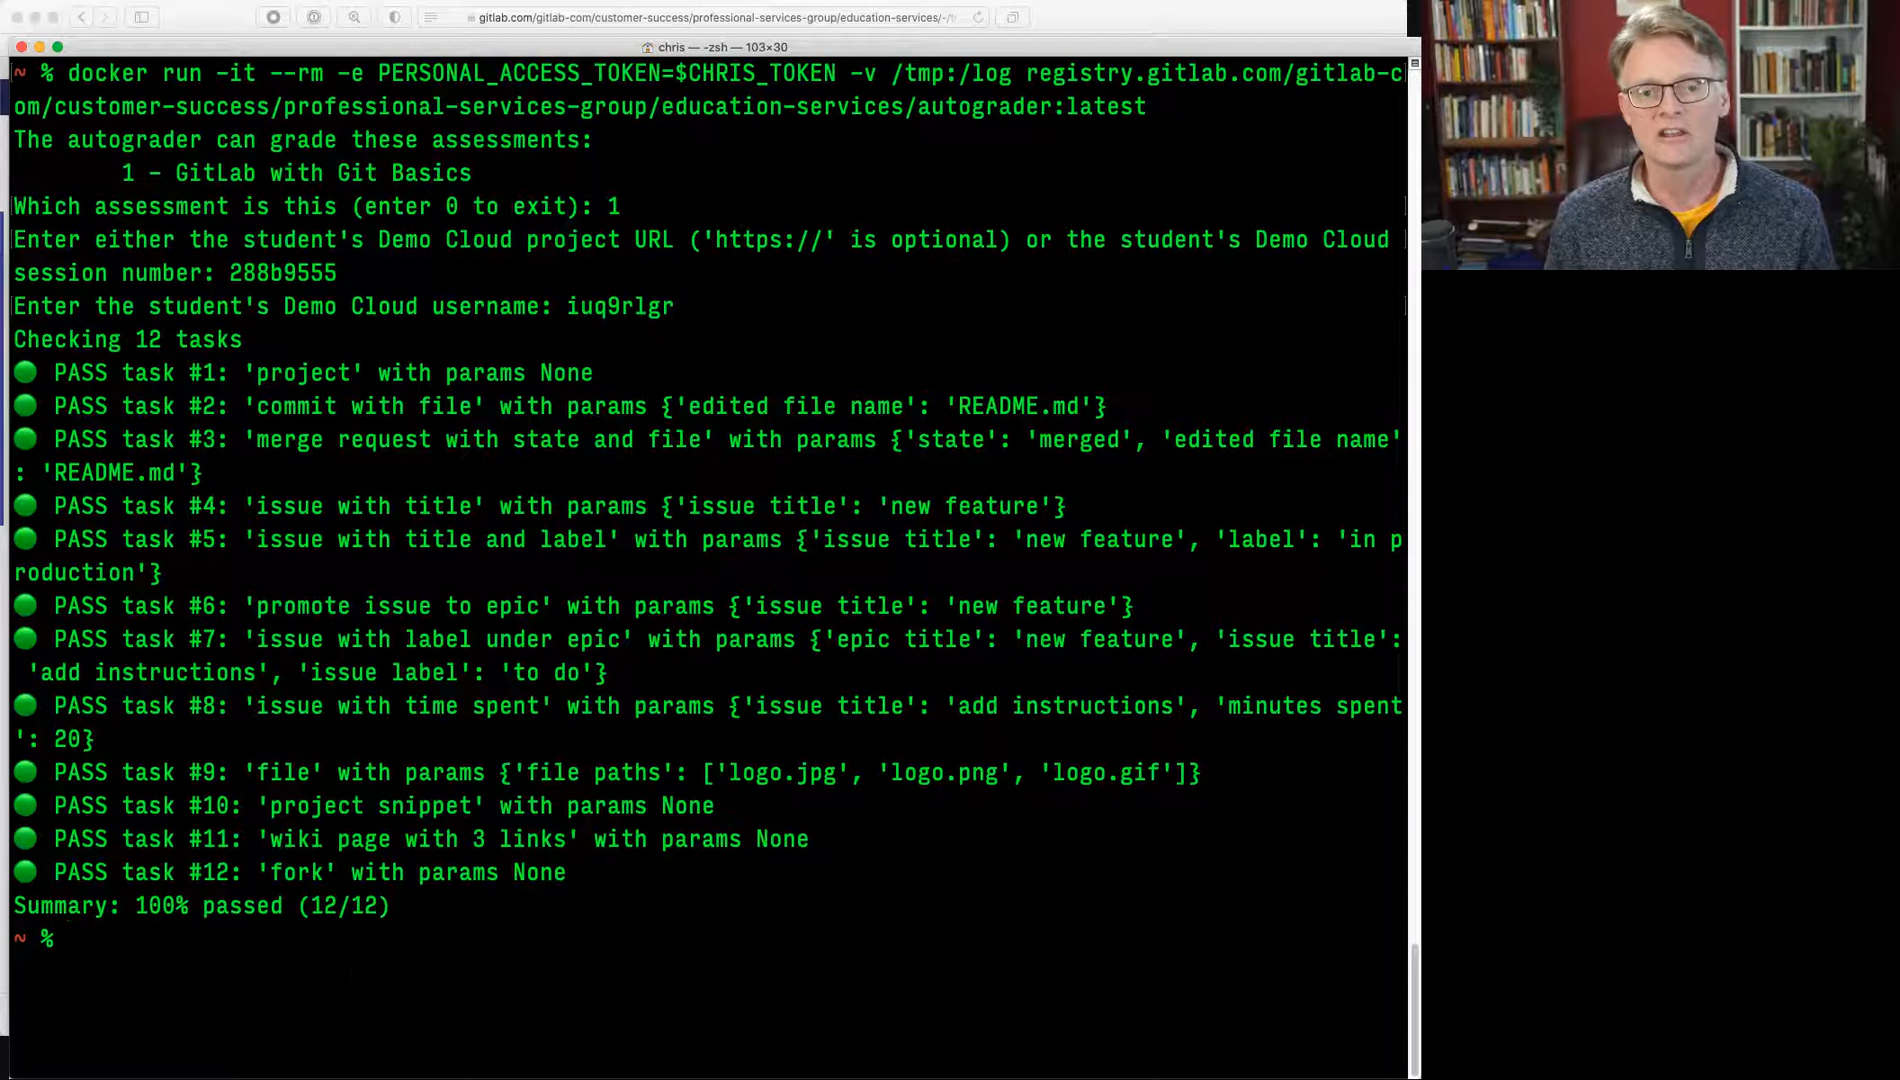 gitlab.com/gitlab-com/customer-success/professional-services-group/education-services/-/
chris — -zsh — 103×30
~ % docker run -it --rm -e PERSONAL_ACCESS_TOKEN=$CHRIS_TOKEN -v /tmp:/log registry.gitlab.com/gitlab-c
om/customer-success/professional-services-group/education-services/autograder:latest
The autograder can grade these assessments:
1 - GitLab with Git Basics
Which assessment is this (enter 0 to exit): 1
Enter either the student's Demo Cloud project URL ('https://' is optional) or the student's Demo Cloud
session number: 288b9555
Enter the student's Demo Cloud username: iuq9rlgr
Checking 12 tasks
PASS task #1: 'project' with params None
PASS task #2: 'commit with file' with params {'edited file name': 'README.md'}
PASS task #3: 'merge request with state and file' with params {'state': 'merged', 'edited file name'
: 'README.md'}
PASS task #4: 'issue with title' with params {'issue title': 'new feature'}
PASS task #5: 'issue with title and label' with params {'issue title': 'new feature', 'label': 'in p
roduction'}
PASS task #6: 'promote issue to epic' with params {'issue title': 'new feature'}
PASS task #7: 'issue with label under epic' with params {'epic title': 'new feature', 'issue title':
'add instructions', 'issue label': 'to do'}
PASS task #8: 'issue with time spent' with params {'issue title': 'add instructions', 'minutes spent
': 20}
PASS task #9: 'file' with params {'file paths': ['logo.jpg', 'logo.png', 'logo.gif']}
PASS task #10: 'project snippet' with params None
PASS task #11: 'wiki page with 3 links' with params None
PASS task #12: 'fork' with params None
Summary: 100% passed (12/12)
~ %